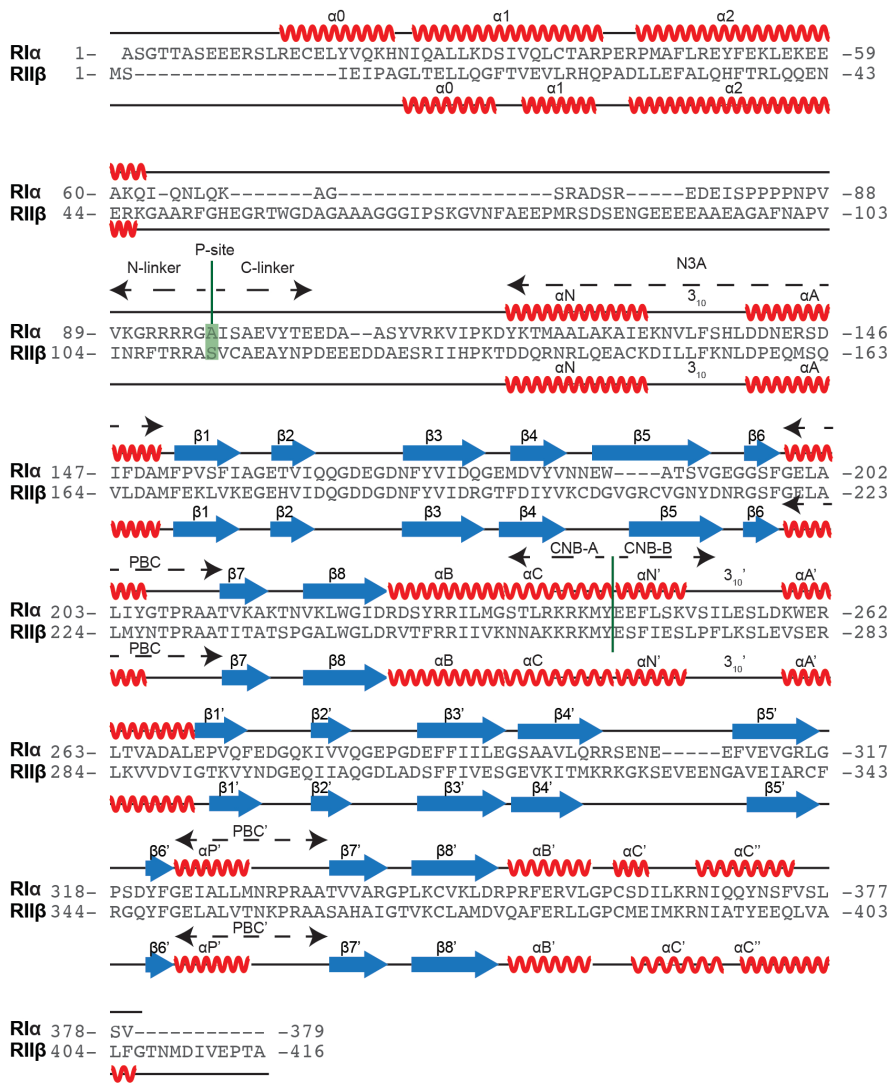 α0 α1 α2
RIα 1– ASGTTASEEERSLRECELYVQKHNIQALLKDSIVQLCTARPERPMAFLREYFEKLEKEE –59
RIIβ 1– MS----------------IEIPAGLTELLQGFTVEVLRHQPADLLEFALQHFTRLQQEN –43
α0 α1 α2
RIα 60– AKQI-QNLQK-------AG------------------SRADSR-----EDEISPPPPNPV –88
RIIβ 44– ERKGAARFGHEGRTWGDAGAAAGGGIPSKGVNFAEEPMRSDSENGEEEEAAEAGAFNAPV –103
P-site
N-linker C-linker N3A
αN 3₁₀ αA
RIα 89– VKGRRRRGAISAEVYTEEDA--ASYVRKVIPKDYKTMAALAKAIEKNVLFSHLDDNERSD –146
RIIβ 104– INRFTRRASVCAEAYNPDEEEDDAESRIIHPKTDDQRNRLQEACKDILLFKNLDPEQMSQ –163
αN 3₁₀ αA
β1 β2 β3 β4 β5 β6
RIα 147– IFDAMFPVSFIAGETVIQQGDEGDNFYVIDQGEMDVYVNNEW----ATSVGEGGSFGELA –202
RIIβ 164– VLDAMFEKLVKEGEHVIDQGDDGDNFYVIDRGTFDIYVKCDGVGRCVGNYDNRGSFGELA –223
β1 β2 β3 β4 β5 β6
CNB-A CNB-B
PBC β7 β8 αB αC αN’ 3₁₀’ αA’
RIα 203– LIYGTPRAATVKAKTNVKLWGIDRDSYRRILMGSTLRKRKMYEEFLSKVSILESLDKWER –262
RIIβ 224– LMYNTPRAATITATSPGALWGLDRVTFRRIIVKNNAKKRKMYESFIESLPFLKSLEVSER –283
PBC β7 β8 αB αC αN’ 3₁₀’ αA’
β1’ β2’ β3’ β4’ β5’
RIα 263– LTVADALEPVQFEDGQKIVVQGEPGDEFFIILEGSAAVLQRRSENE-----EFVEVGRLG –317
RIIβ 284– LKVVDVIGTKVYNDGEQIIAQGDLADSFFIVESGEVKITMKRKGKSEVEENGAVEIARCF –343
β1’ β2’ β3’ β4’ β5’
PBC’
β6’ αP’ β7’ β8’ αB’ αC’ αC’’
RIα 318– PSDYFGEIALLMNRPRAATVVARGPLKCVKLDRPRFERVLGPCSDILKRNIQQYNSFVSL –377
RIIβ 344– RGQYFGELALVTNKPRAASAHAIGTVKCLAMDVQAFERLLGPCMEIMKRNIATYEEQLVA –403
PBC’
β6’ αP’ β7’ β8’ αB’ αC’ αC’’
RIα 378– SV----------- –379
RIIβ 404– LFGTNMDIVEPTA –416